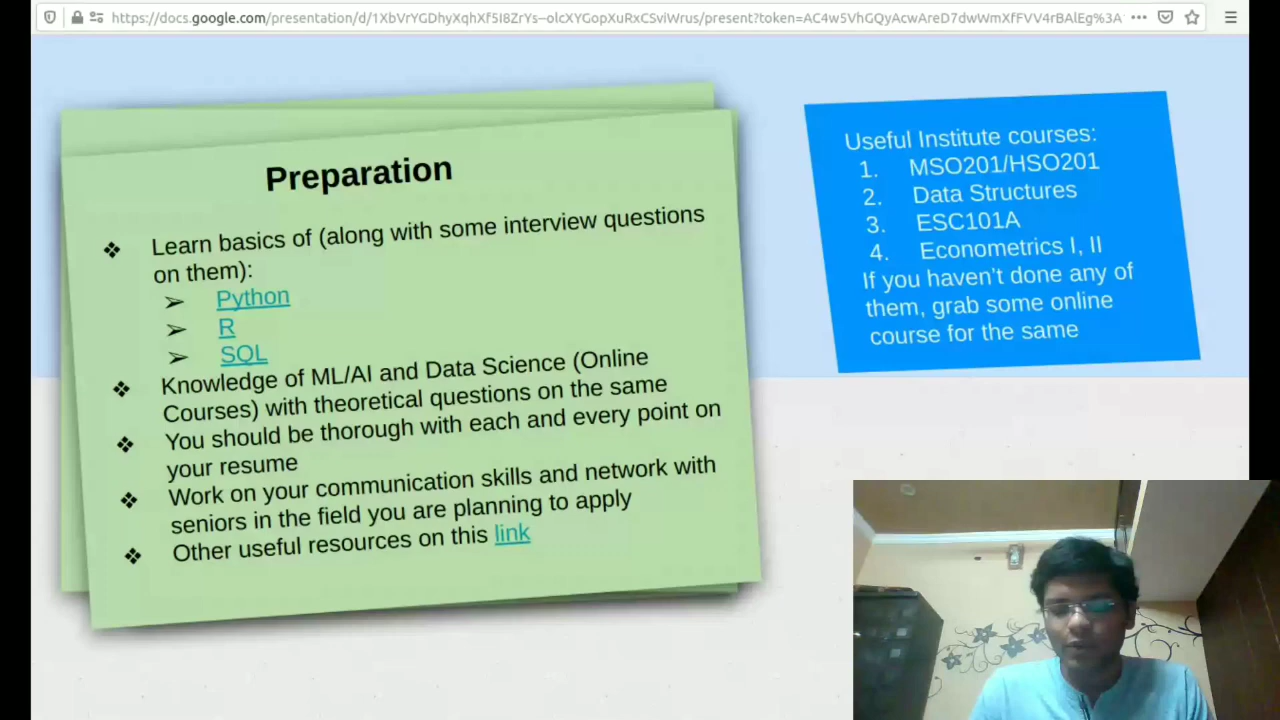 https://docs.google.com/presentation/d/1XbVrYGDhyXqhXf5I8ZrYs--olcXYGopXuRxCSviWrus/present?token=AC4w5VhGQyAcwAreD7dwWmXfFVV4rBAlEg%3A
Preparation
❖ Learn basics of (along with some interview questions
on them):
➢ Python
➢ R
➢ SQL
❖ Knowledge of ML/AI and Data Science (Online
Courses) with theoretical questions on the same
❖ You should be thorough with each and every point on
your resume
❖ Work on your communication skills and network with
seniors in the field you are planning to apply
❖ Other useful resources on this link
Useful Institute courses:
1. MSO201/HSO201
2. Data Structures
3. ESC101A
4. Econometrics I, II
If you haven't done any of
them, grab some online
course for the same